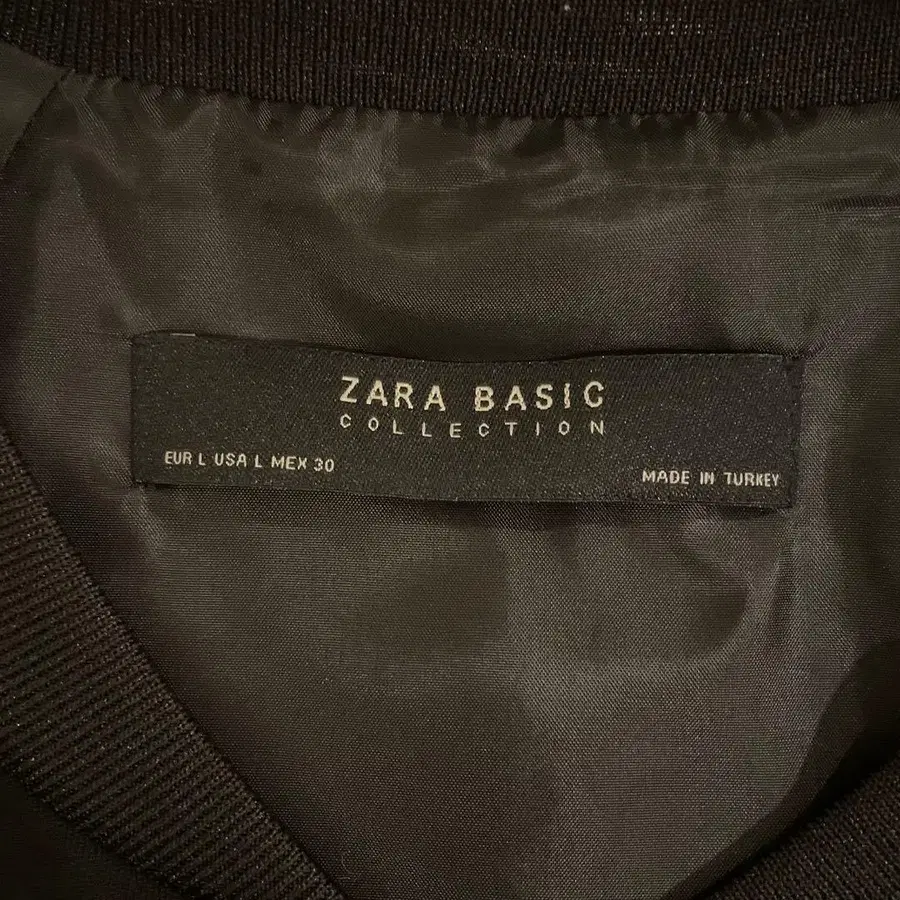 ZARA BASIC
COLLECTION
EUR L USA L MEX 30
MADE IN TURKEY